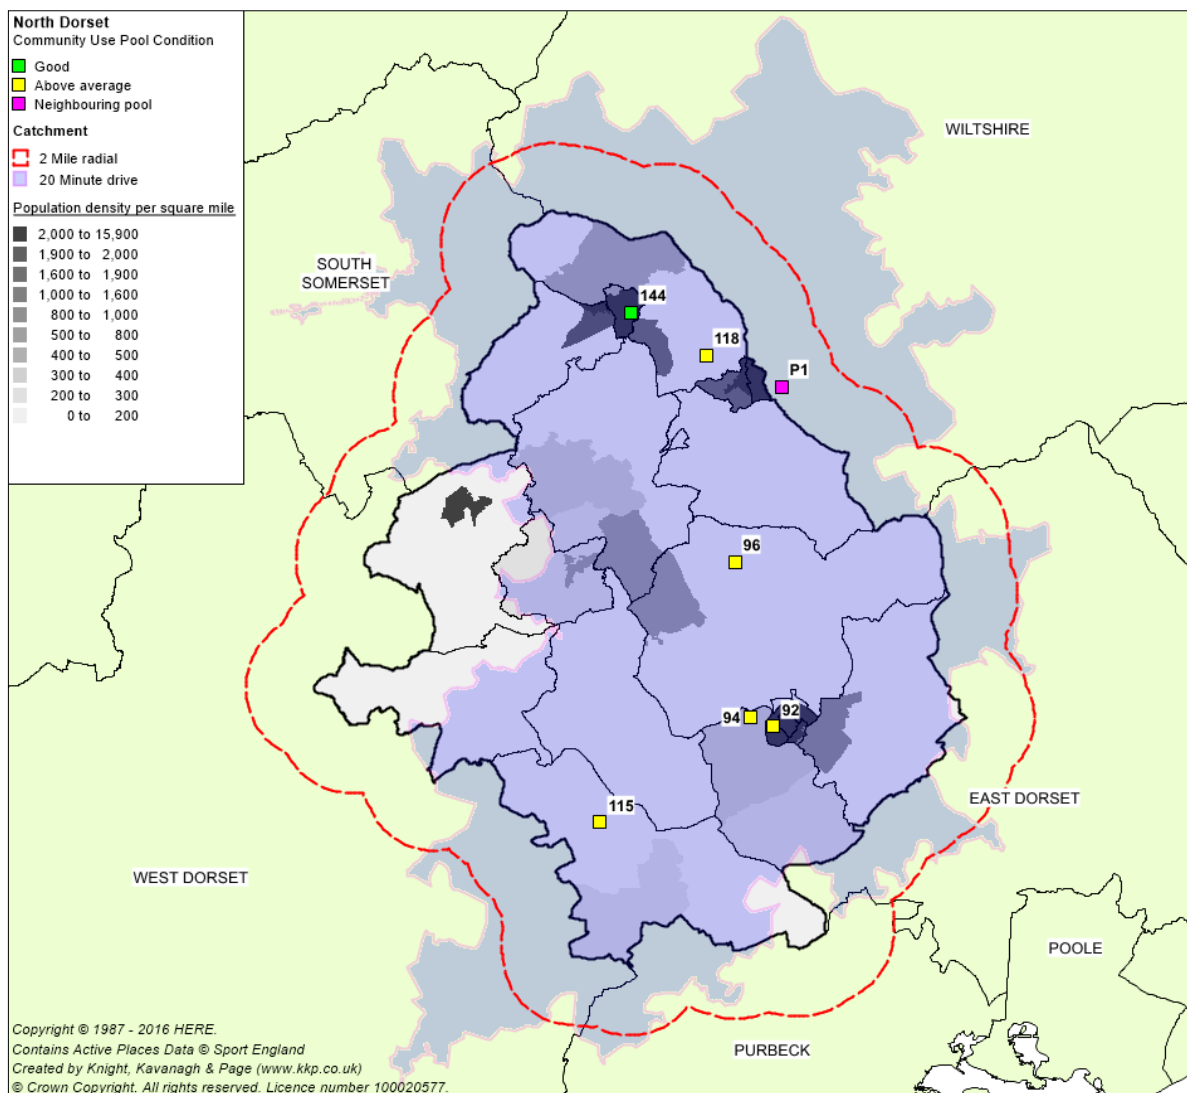 North Dorset
Community Use Pool Condition
Good
Above average
Neighbouring pool
Catchment
2 Mile radial
20 Minute drive
Population density per square mile
2,000 to 15,900
1,900 to 2,000
1,600 to 1,900
1,000 to 1,600
800 to 1,000
500 to 800
400 to 500
300 to 400
200 to 300
0 to 200
WILTSHIRE
SOUTH
SOMERSET
144
118
P1
96
94
92
115
EAST DORSET
WEST DORSET
POOLE
PURBECK
Copyright © 1987 - 2016 HERE.
Contains Active Places Data © Sport England
Created by Knight, Kavanagh & Page (www.kkp.co.uk)
© Crown Copyright. All rights reserved. Licence number 100020577.